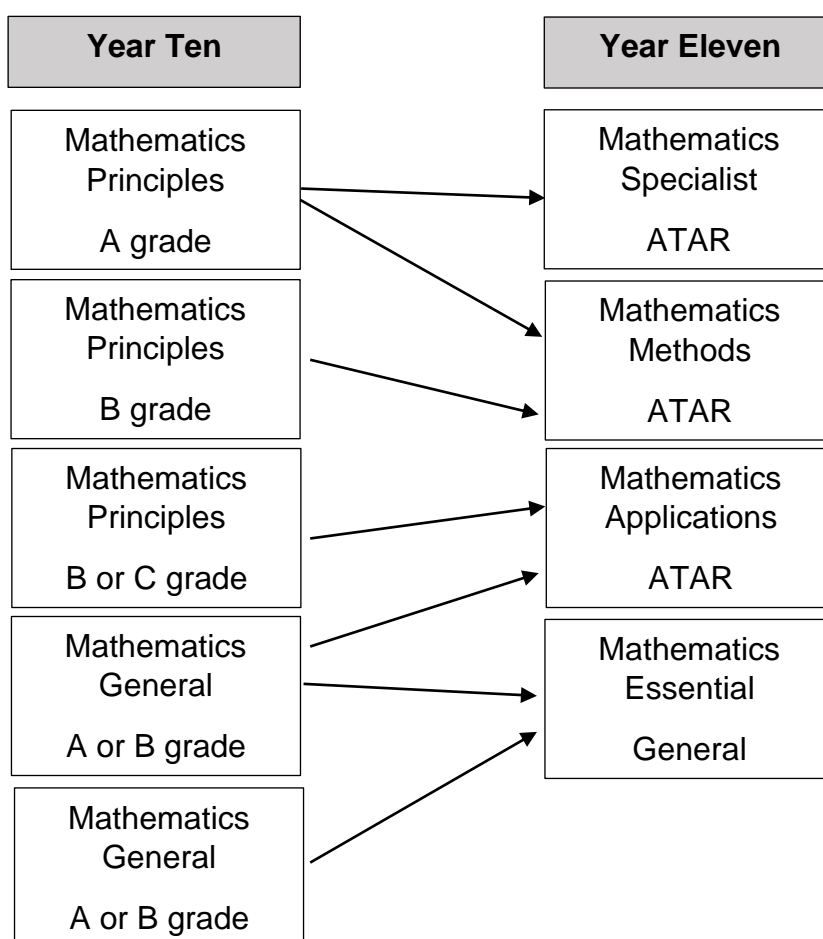 Year Ten
Mathematics
Principles
A grade
Mathematics
Principles
B grade
Mathematics
Principles
B or C grade
Mathematics
General
A or B grade
Mathematics
General
A or B grade
Year Eleven
Mathematics
Specialist
ATAR
Mathematics
Methods
ATAR
Mathematics
Applications
ATAR
Mathematics
Essential
General